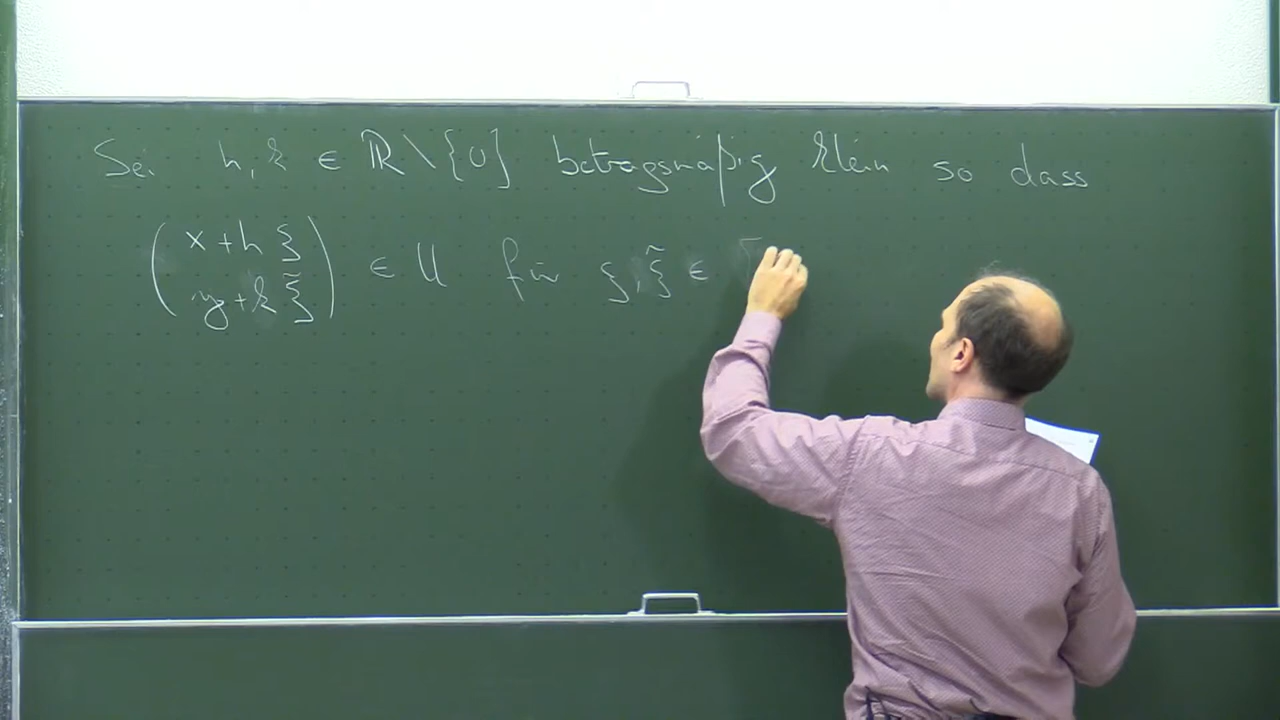 Sei h, k ∈ ℝ \ {0} betragsmäßig klein so dass
(x + h ξ
y + k ξ̃) ∈ U für ξ, ξ̃ ∈ [